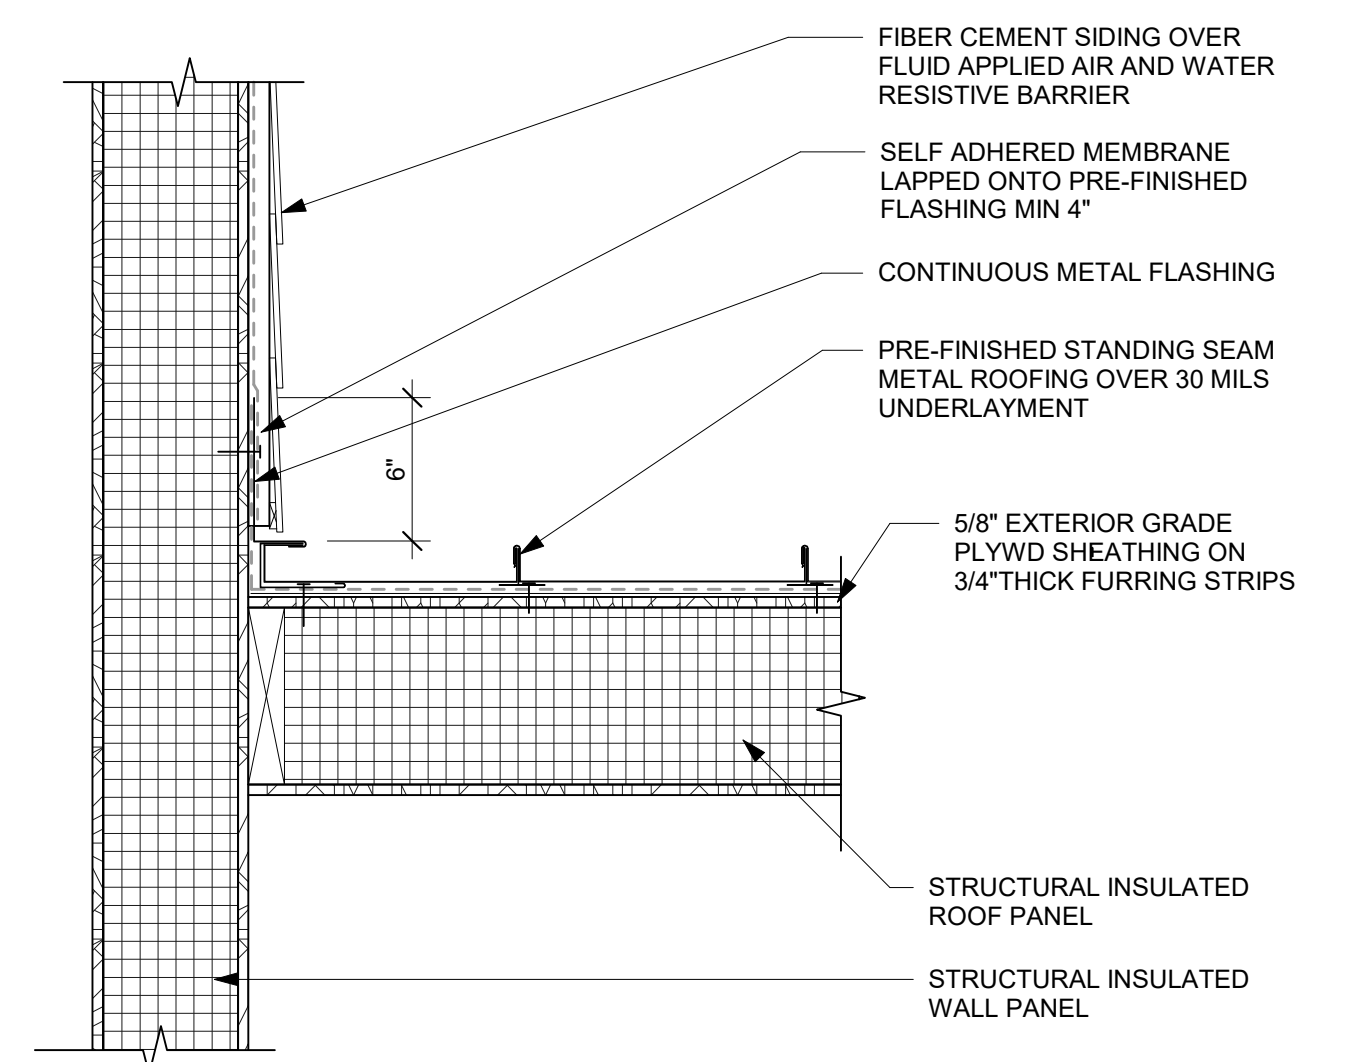 FIBER CEMENT SIDING OVER
FLUID APPLIED AIR AND WATER
RESISTIVE BARRIER
SELF ADHERED MEMBRANE
LAPPED ONTO PRE-FINISHED
FLASHING MIN 4"
CONTINUOUS METAL FLASHING
PRE-FINISHED STANDING SEAM
METAL ROOFING OVER 30 MILS
UNDERLAYMENT
6"
5/8" EXTERIOR GRADE
PLYWD SHEATHING ON
3/4"THICK FURRING STRIPS
STRUCTURAL INSULATED
ROOF PANEL
STRUCTURAL INSULATED
WALL PANEL